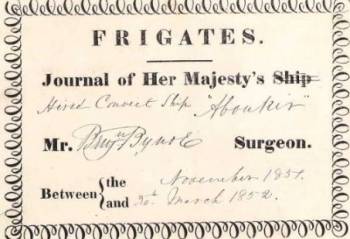 FRIGATES.
Journal of Her Majesty's Ship
Hired Convict Ship "Aboukir"
Mr. Benjn Bynoe Surgeon.
Between the November 1851.
and 20th March 1852.